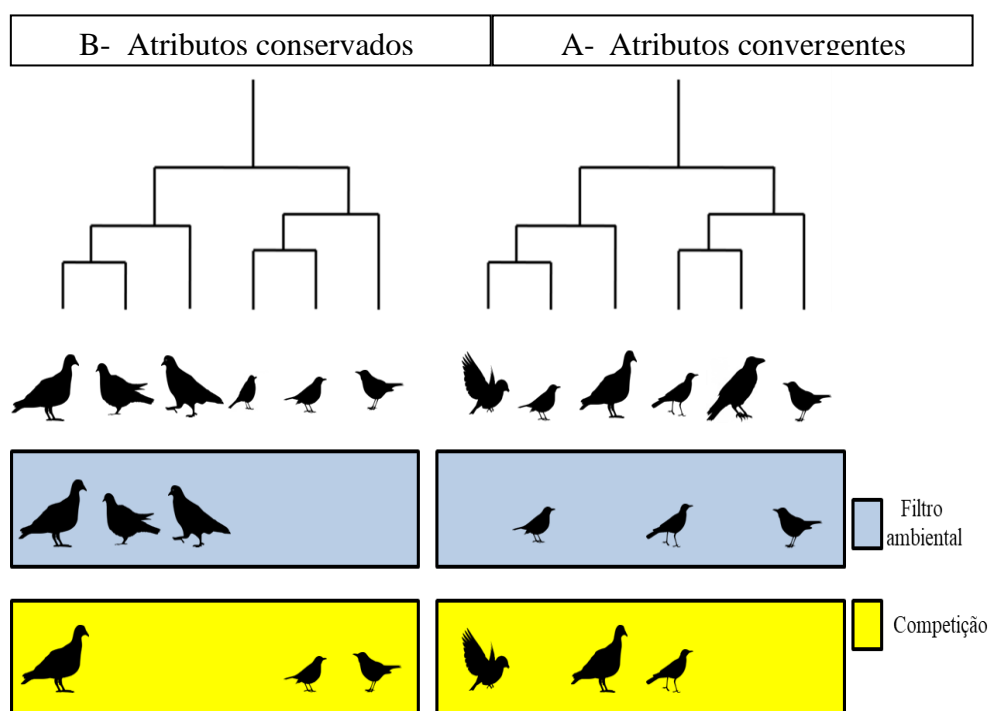 B- Atributos conservados
A- Atributos convergentes
Filtro
ambiental
Competição